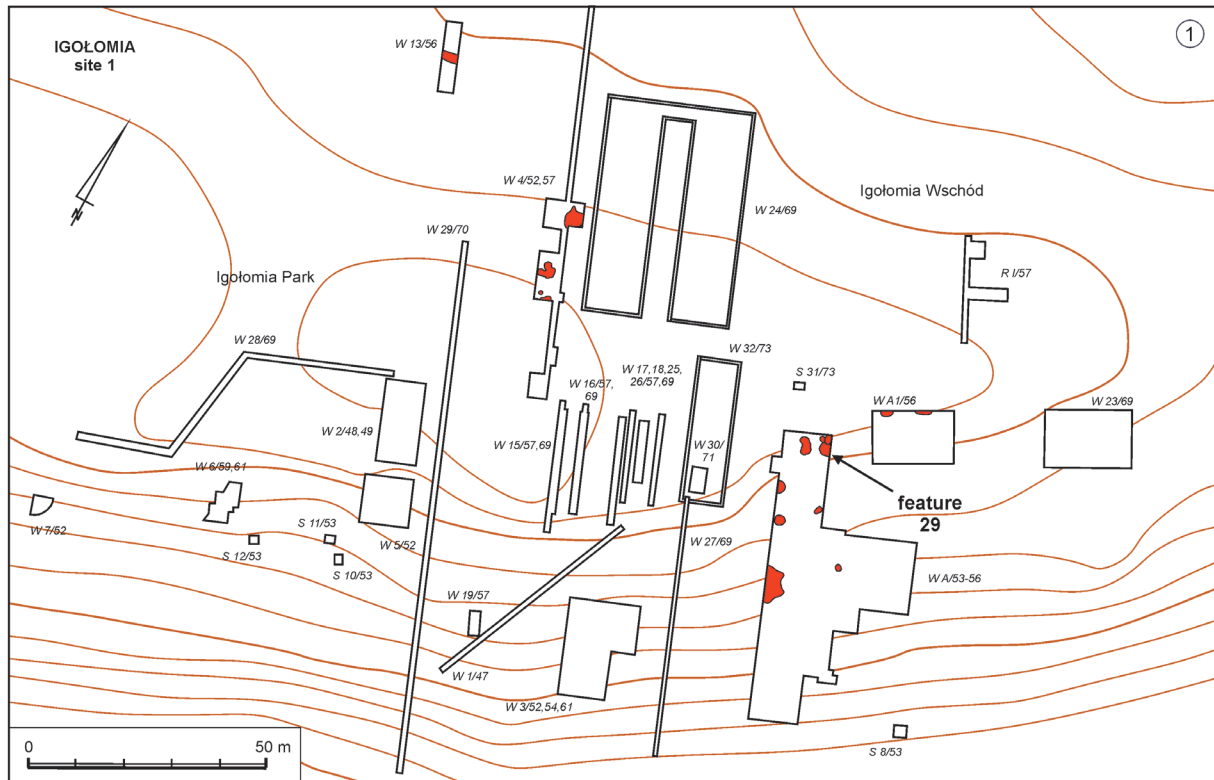 IGOŁOMIA
site 1
1
W 13/56
W 4/52,57
Igołomia Wschód
W 24/69
W 29/70
R I/57
Igołomia Park
W 28/69
W 32/73
W 17,18,25,
26/57,69
S 31/73
W 16/57,
69
W A1/56
W 23/69
W 2/48,49
W 15/57,69
W 30/
71
W 6/59,61
feature
29
W 7/52
S 11/53
S 12/53
W 5/52
W 27/69
S 10/53
W A/53-56
W 19/57
W 1/47
W 3/52,54,61
0
50 m
S 8/53
N